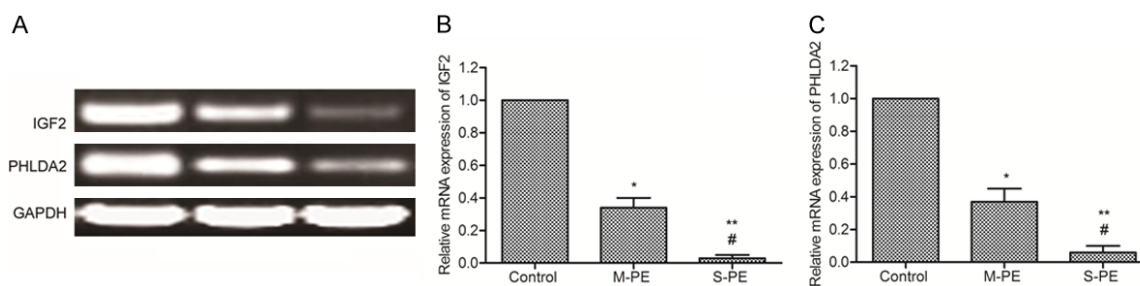 A
IGF2
PHLDA2
GAPDH
B
Relative mRNA expression of IGF2
1.2
1.0
0.8
0.6
0.4
0.2
0.0
*
**
#
Control
M-PE
S-PE
C
Relative mRNA expression of PHLDA2
1.2
1.0
0.8
0.6
0.4
0.2
0.0
*
**
#
Control
M-PE
S-PE